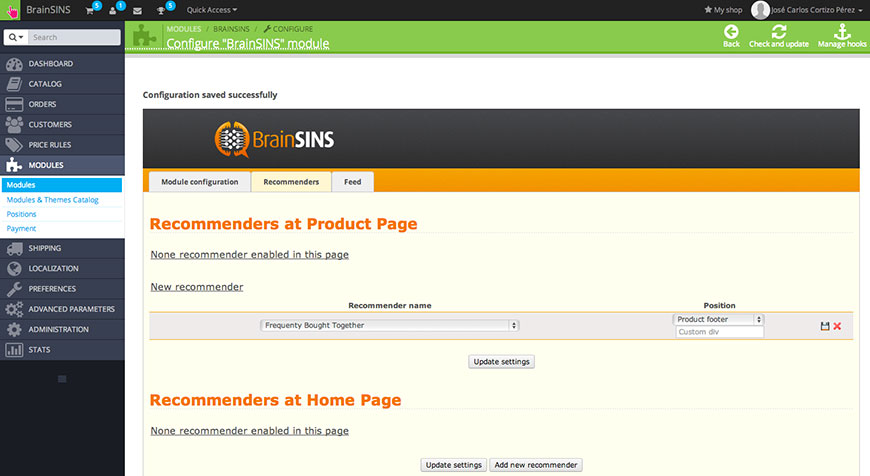 BrainSINS 5 1 5 Quick Access My shop José Carlos Cortizo Pérez
Search
MODULES / BRAINSINS / CONFIGURE
Configure "BrainSINS" module
Back Check and update Manage hooks
DASHBOARD
CATALOG
ORDERS
CUSTOMERS
PRICE RULES
MODULES
Modules
Modules & Themes Catalog
Positions
Payment
SHIPPING
LOCALIZATION
PREFERENCES
ADVANCED PARAMETERS
ADMINISTRATION
STATS
Configuration saved successfully
BrainSINS
Module configuration Recommenders Feed
Recommenders at Product Page
None recommender enabled in this page
New recommender
Recommender name Position
Frequenty Bought Together Product footer
Custom div
Update settings
Recommenders at Home Page
None recommender enabled in this page
Update settings Add new recommender